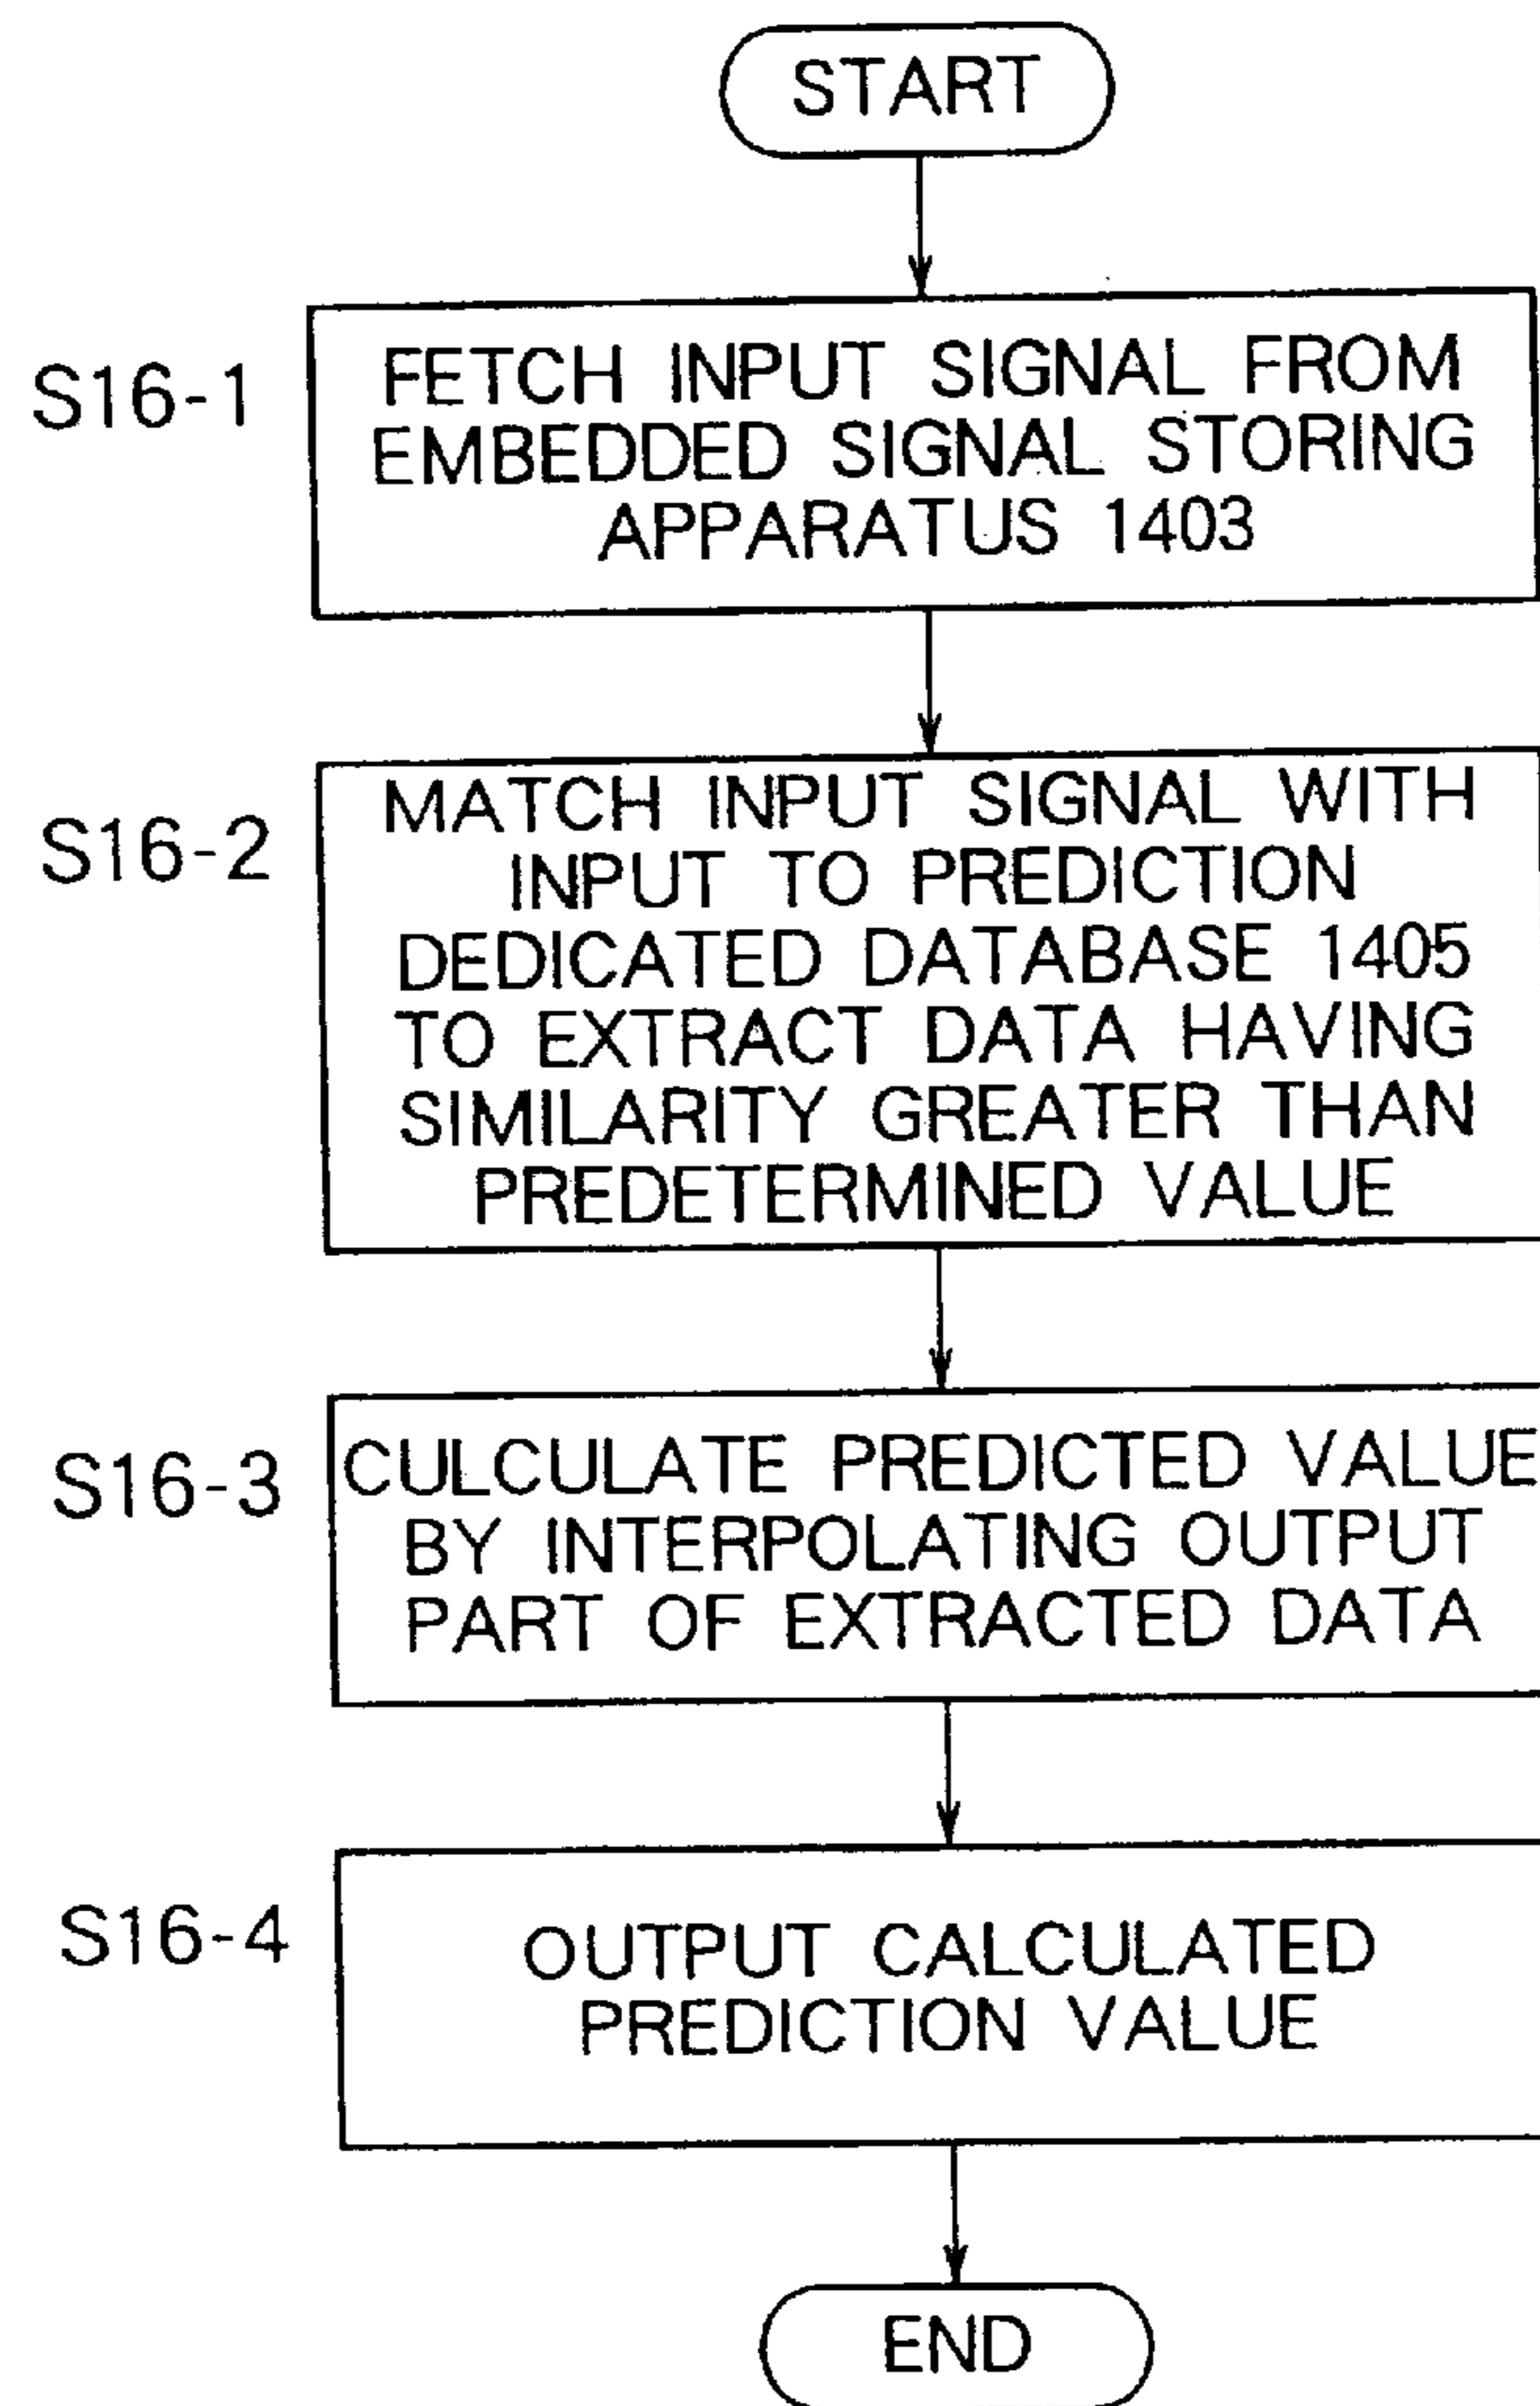 START
S16-1
FETCH INPUT SIGNAL FROM
EMBEDDED SIGNAL STORING
APPARATUS 1403
S16-2
MATCH INPUT SIGNAL WITH
INPUT TO PREDICTION
DEDICATED DATABASE 1405
TO EXTRACT DATA HAVING
SIMILARITY GREATER THAN
PREDETERMINED VALUE
S16-3
CULCULATE PREDICTED VALUE
BY INTERPOLATING OUTPUT
PART OF EXTRACTED DATA
S16-4
OUTPUT CALCULATED
PREDICTION VALUE
END